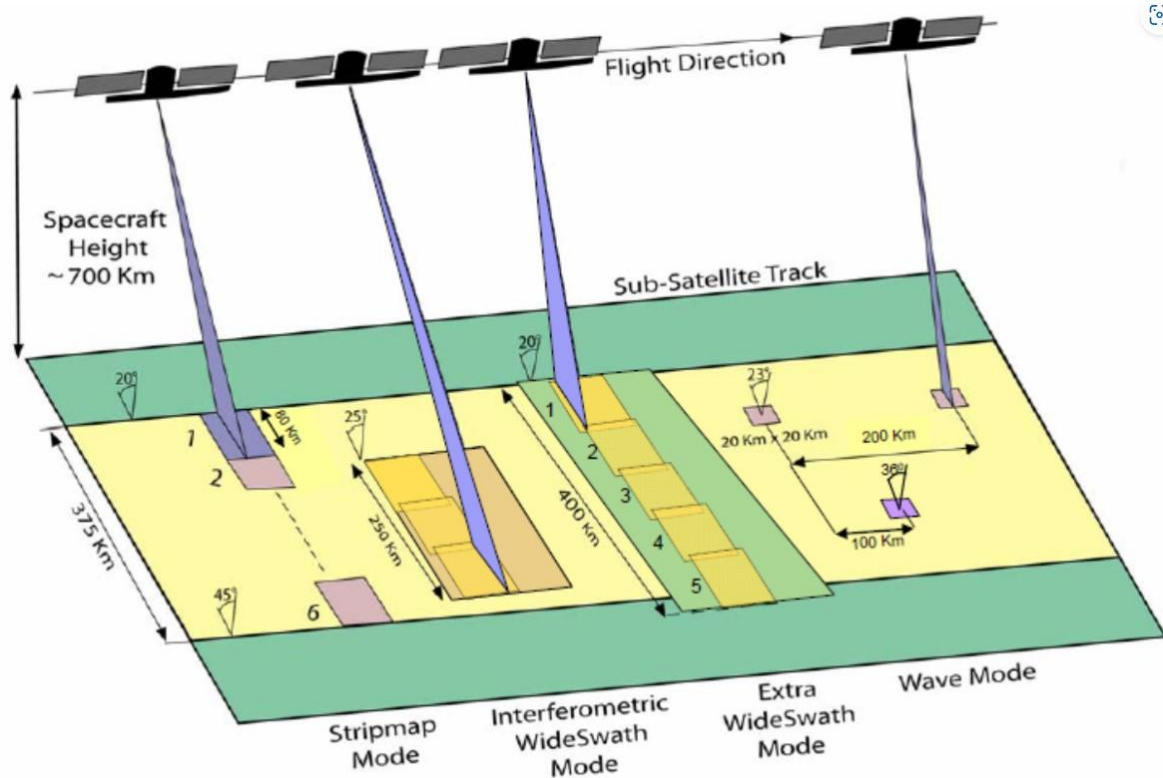 Flight Direction
Spacecraft
Height
~700 Km
Sub-Satellite Track
20°
20°
23°
1
80 Km
25°
1
20 Km × 20 Km
200 Km
2
2
36°
375 Km
250 Km
400 Km
3
4
100 Km
45°
6
5
Stripmap
Mode
Interferometric
WideSwath
Mode
Extra
WideSwath
Mode
Wave Mode